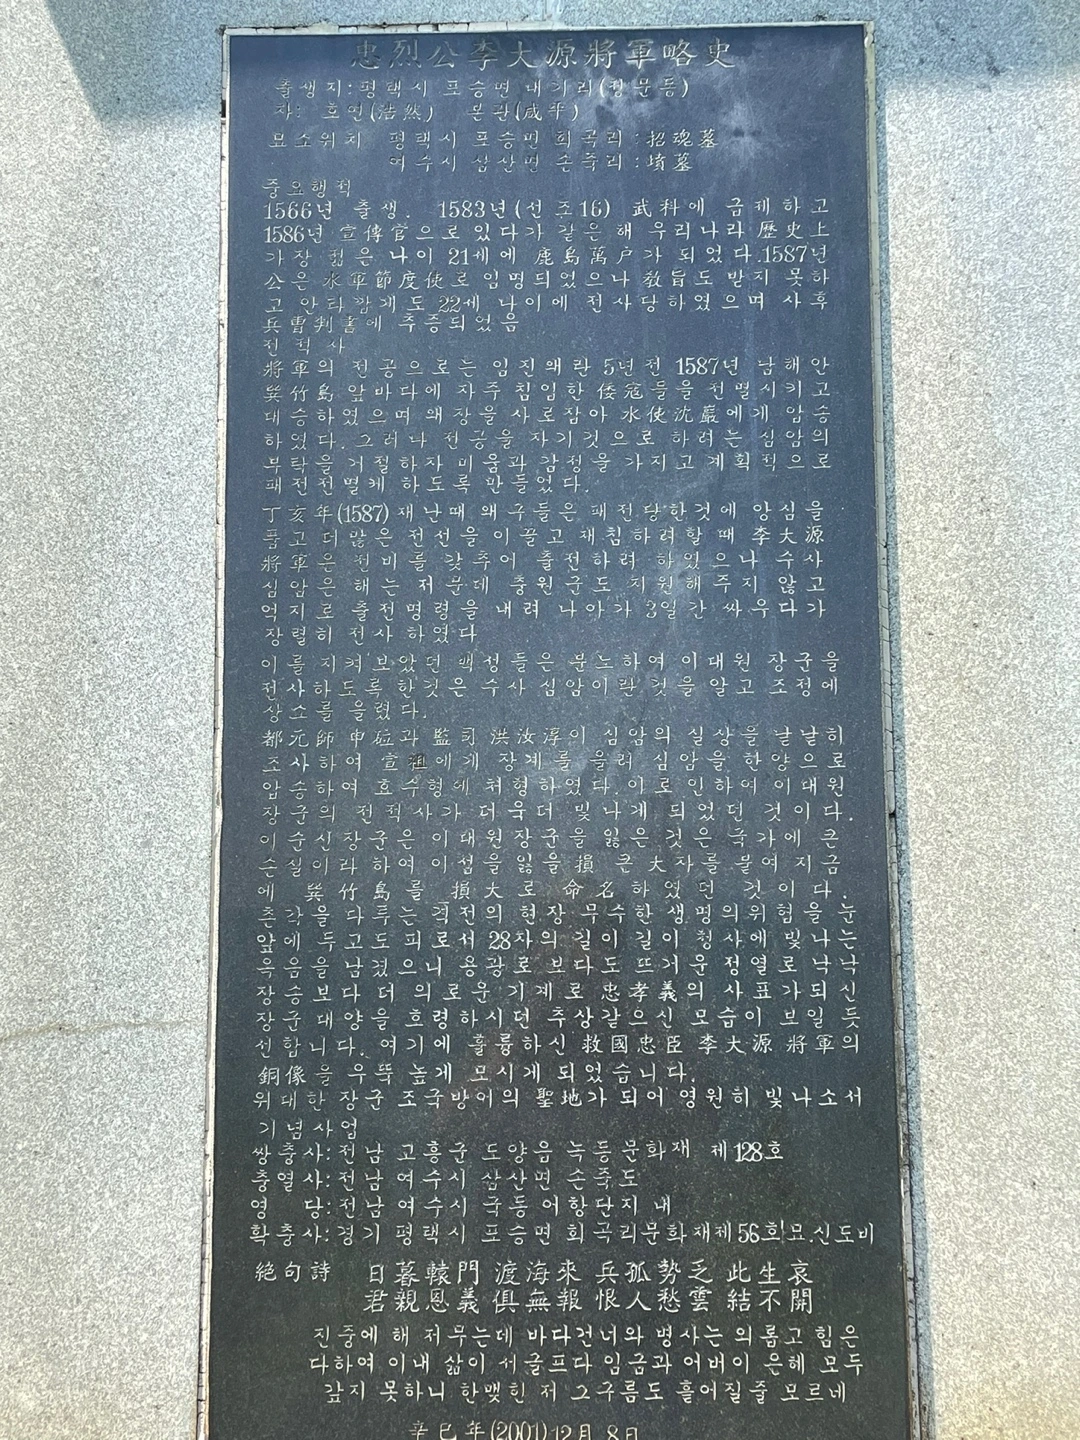 忠烈公李大源將軍略史
출생지:평택시 포승면 내기리(청문동)
자: 호연(浩然) 본관(咸平)
묘소위치 평택시 포승면 희곡리:招魂墓
여수시 삼산면 손죽리:墳墓
중요행적
1566년 출생. 1583년(선조16) 武科에 급제하고
1586년 宣傳官으로있다가 같은해 우리나라 歷史上
가장 젊은 나이 21세에 鹿島萬戶가 되었다.1587년
公은 水軍節度使로 임명되었으나 敎旨도 받지 못하
고 안타깝게도 22세 나이에 전사당하였으며 사후
兵曹判書에 추증되었음
전적사
將軍의 전공으로는 임진왜란 5년전 1587년 남해안
巽竹島 앞바다에 자주 침입한 倭寇들을 전멸시키고
대승하였으며 왜장을 사로잡아 水使沈巖에게 압송
하였다.그러나 전공을 자기것으로 하려는 심암의
부탁을 거절하자 미움과 감정을 가지고 계획적으로
패전전멸케 하도록 만들었다.
丁亥年(1587)재난때 왜구들은 패전당한것에 앙심을
품고 더많은 전선을 이끌고 재침하려할때 李大源
將軍은 전비를 갖추어 출전하려 하였으나 수사
심암은 해는 저문데 충원군도 지원해주지 않고
억지로 출전명령을 내려 나아가 3일간 싸우다가
장렬히 전사 하였다
이를 지켜보았던 백성들은 분노하여 이대원 장군을
전사하도록 한것은 수사 심암이란것을 알고 조정에
상소를 올렸다.
都元師 申砬과 監司 洪汝諄이 심암의 실상을 낱낱히
조사하여 宣祖에게 장계를 올려 심암을 한양으로
압송하여 효수형에 처형하였다.이로 인하여 이대원
장군의 전적사가 더욱더 빛나게 되었던 것이다.
이순신장군은 이대원장군을 잃은 것은 국가에 큰
손실이라 하여 이섬을잃을 損 큰 大자를 붙여 지금
에 巽竹島를 損大로 命名하였던 것이다.
촌각을 다투는 격전의 현장 무수한 생명의위험을 눈
앞에 두고도 피로서 28자의 길이 길이 청사에 빛나는
옥음을 남겼으니 용광로 보다도 뜨거운 정열로 낙낙
장송보다 더 의로운 기계로 忠孝義의 사표가되신
장군 대양을 호령하시던 추상같으신 모습이 보일듯
선합니다. 여기에 훌륭하신 救國忠臣 李大源 將軍의
銅像을 우뚝 높게 모시게 되었습니다.
위대한 장군 조국방어의 聖地가 되어 영원히 빛나소서
기념사업
쌍충사:전남 고흥군 도양읍 녹동문화재 제128호
충열사:전남 여수시 삼산면 손죽도
영 당:전남 여수시 국동어항단지 내
확충사:경기 평택시 포승면 희곡리문화재제56호묘.신도비
絶句詩 日暮轅門 渡海來 兵孤勢乏 此生哀
君親恩義 俱無報 恨人愁雲 結不開
진중에 해 저무는데 바다건너와 병사는 외롭고 힘은
다하여 이내 삶이 서글프다 임금과 어버이 은혜 모두
갚지 못하니 한맺힌 저 그구름도 흩어질줄 모르네
辛巳年(2001)12月 8日